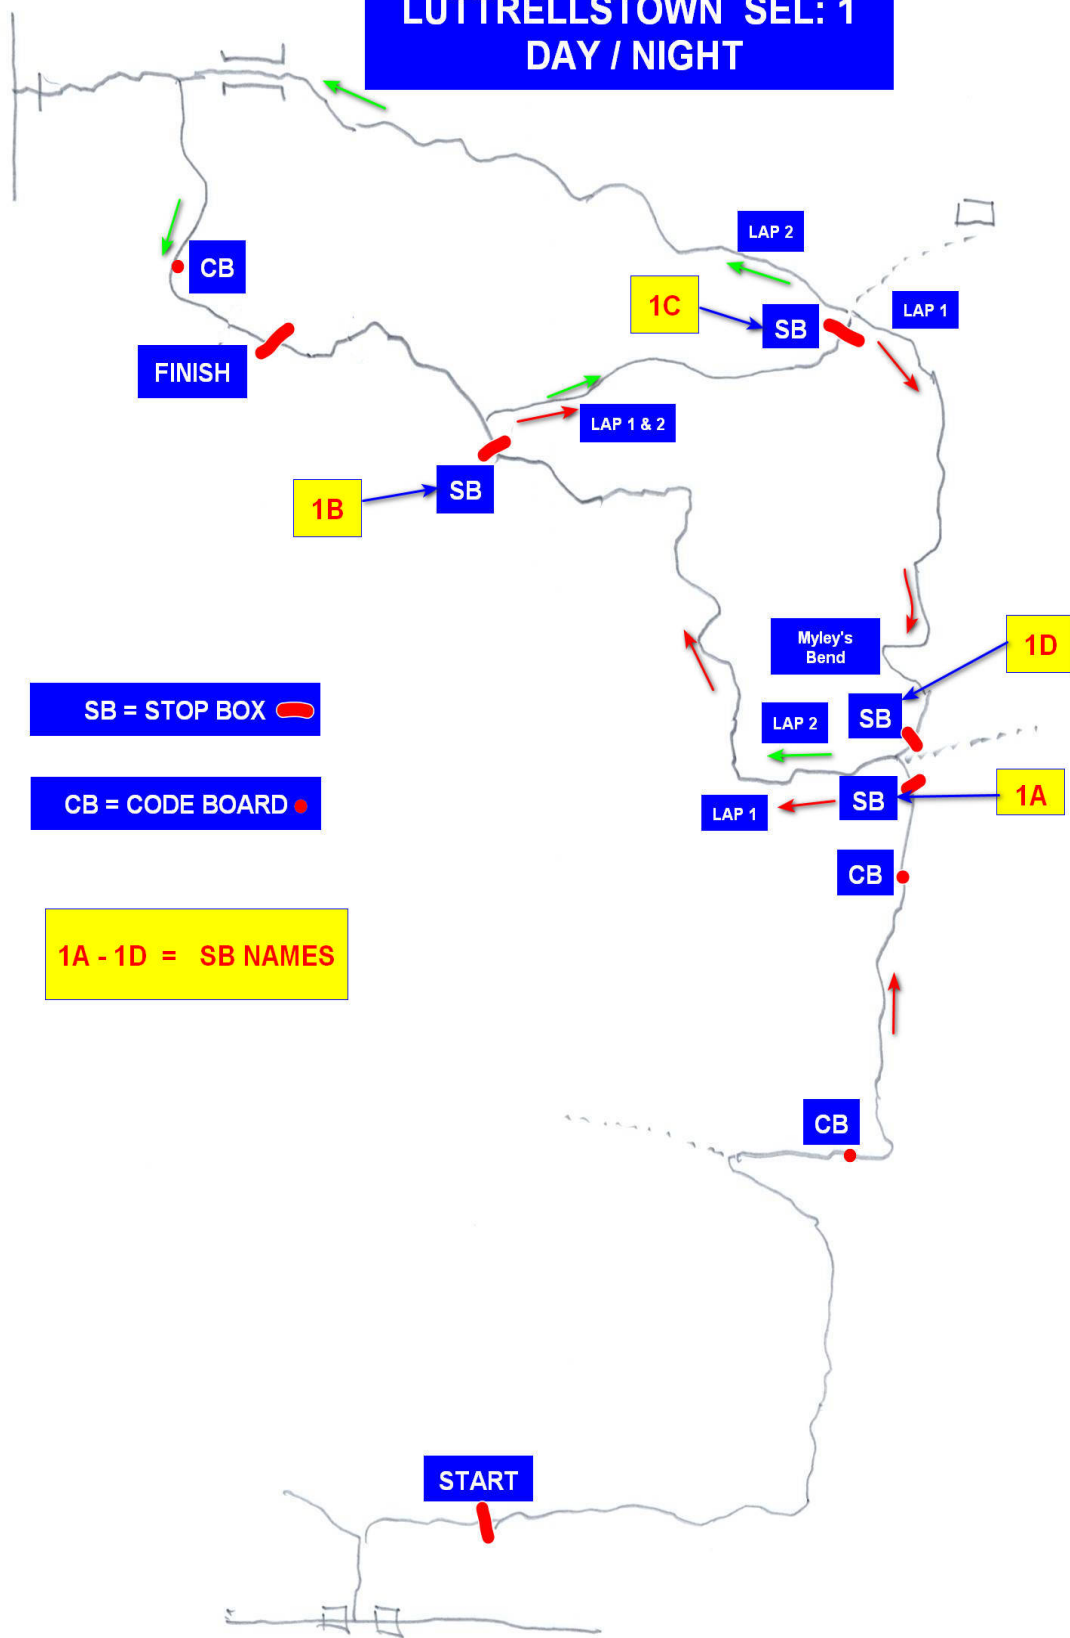 LUTTRELLSTOWN SEL: 1
DAY / NIGHT
LAP 2
CB
1C
SB
LAP 1
FINISH
LAP 1 & 2
SB
1B
Myley's
Bend
1D
SB = STOP BOX
SB
LAP 2
CB = CODE BOARD
SB
1A
LAP 1
CB
1A - 1D = SB NAMES
CB
START